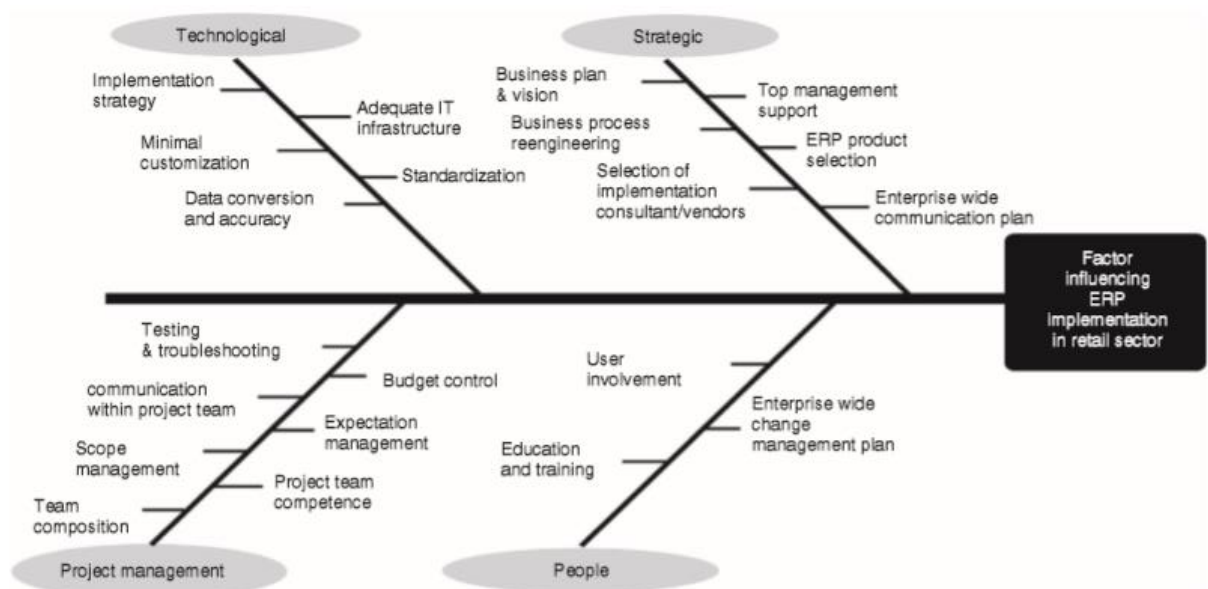 Technological
Implementation
strategy
Adequate IT
infrastructure
Minimal
customization
Standardization
Data conversion
and accuracy
Strategic
Business plan
& vision
Top management
support
Business process
reengineering
ERP product
selection
Selection of
implementation
consultant/vendors
Enterprise wide
communication plan
Factor
influencing
ERP
implementation
in retail sector
Testing
& troubleshooting
Budget control
communication
within project team
Expectation
management
Scope
management
Project team
competence
Team
composition
Project management
User
involvement
Enterprise wide
change
management plan
Education
and training
People